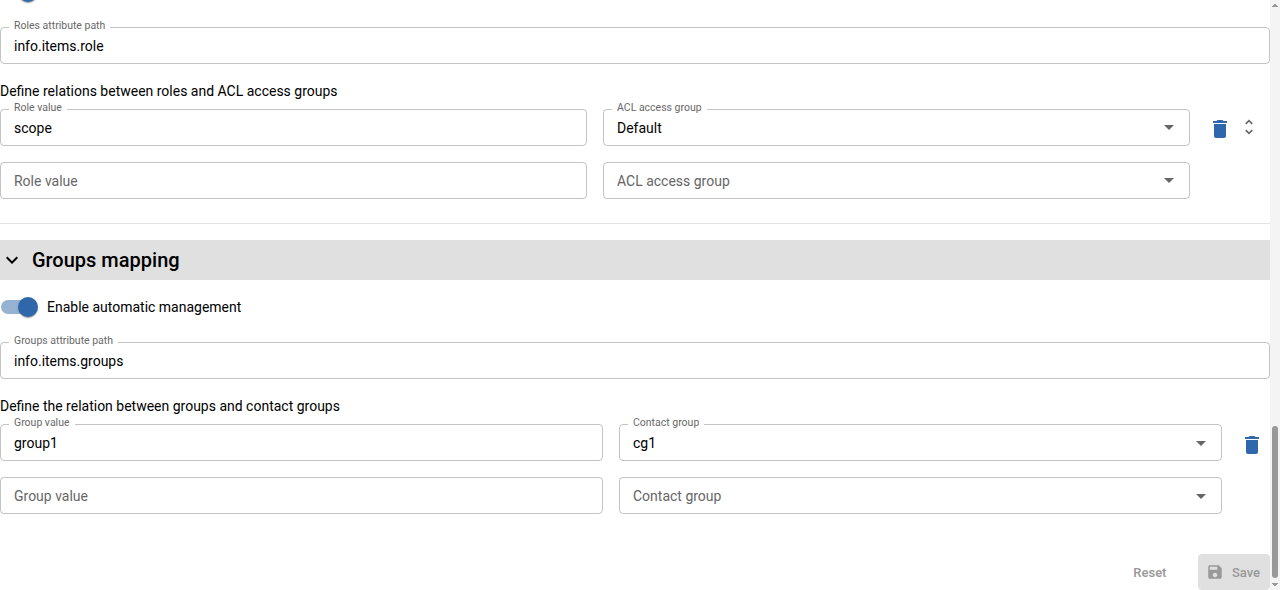 Roles attribute path
info.items.role
Define relations between roles and ACL access groups
Role value
ACL access group
scope
Default
Role value
ACL access group
Groups mapping
Enable automatic management
Groups attribute path
info.items.groups
Define the relation between groups and contact groups
Group value
Contact group
group1
cg1
Group value
Contact group
Reset
Save